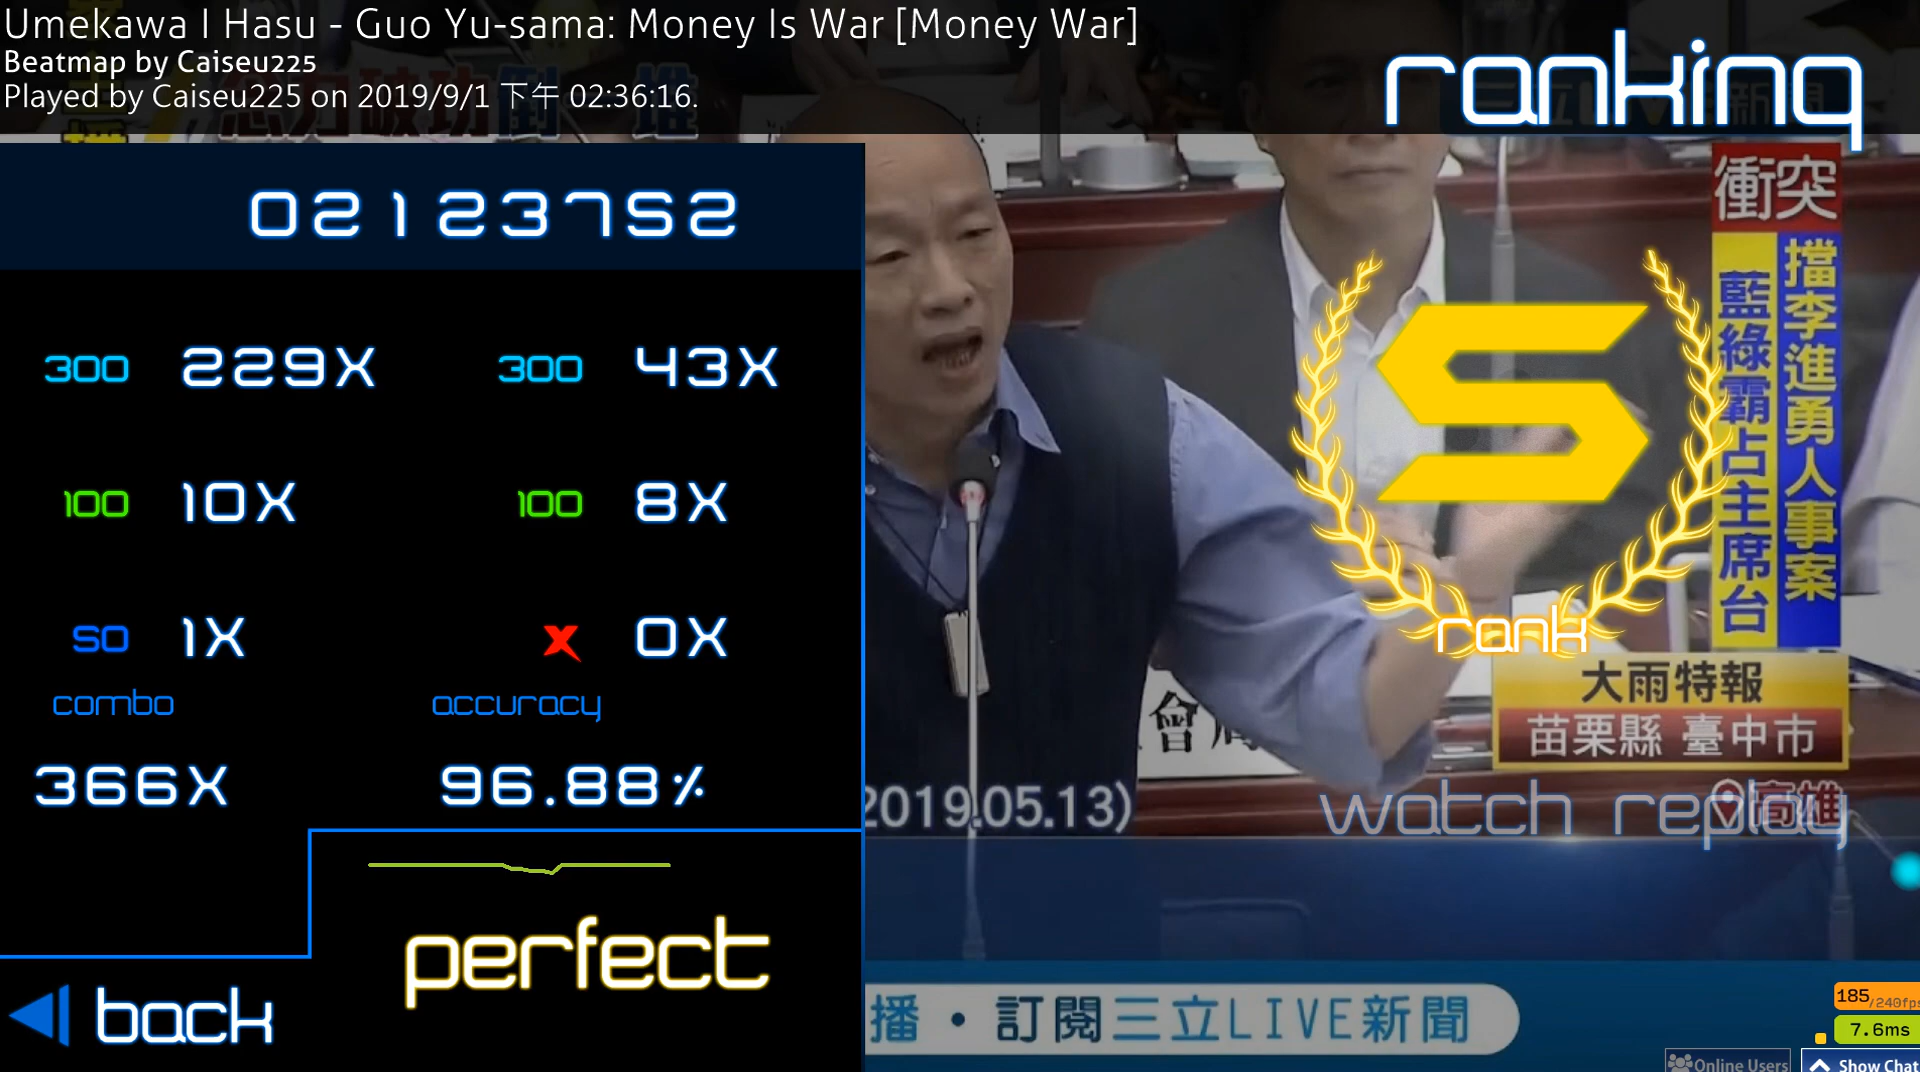 Umekawa I Hasu - Guo Yu-sama: Money Is War [Money War]
Beatmap by Caiseu225
Played by Caiseu225 on 2019/9/1 下午 02:36:16.
ranking
02123752
300 229X 300 43X
100 10X 100 8X
50 1X X 0X
combo accuracy
366X 96.88%
perfect
back
衝突
擋李進勇人事案
藍綠霸占主席台
S
rank
大雨特報
苗栗縣 臺中市
高雄
watch replay
2019.05.13)
播・訂閱三立LIVE新聞
185/240fps
7.6ms
Online Users
Show Chat